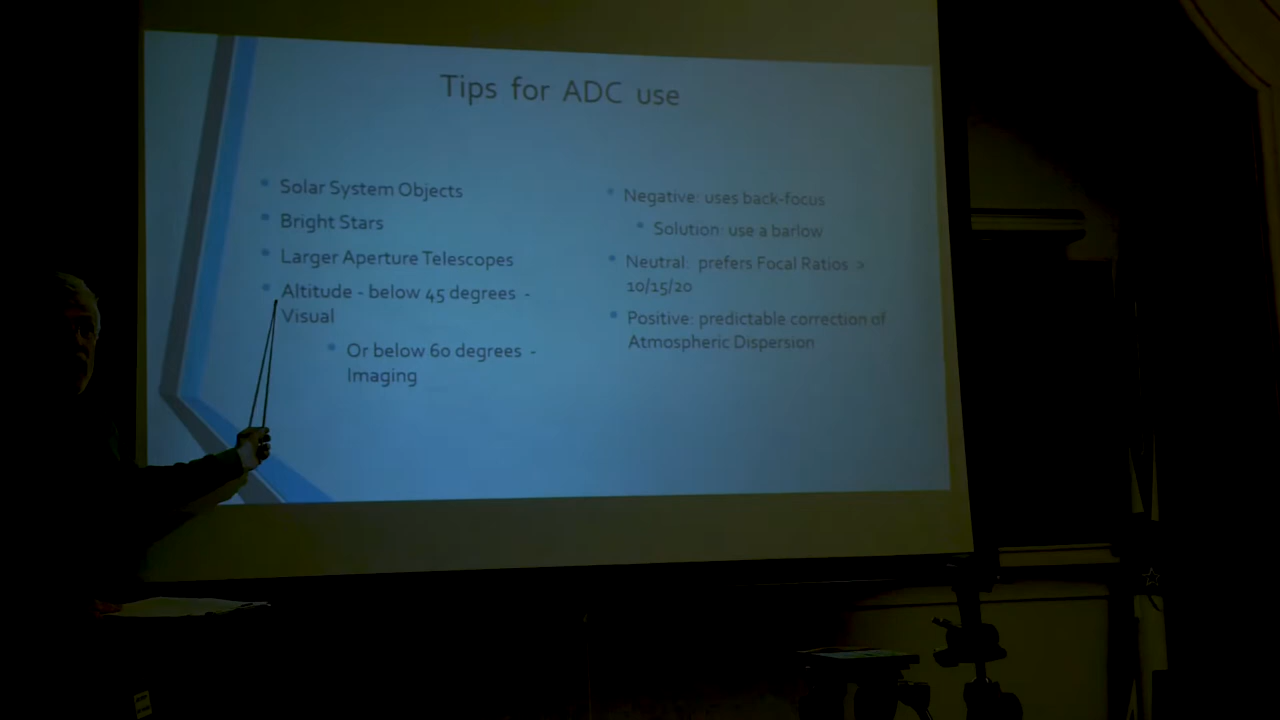 Tips for ADC use
Solar System Objects
Bright Stars
Larger Aperture Telescopes
Altitude - below 45 degrees -
Visual
Or below 60 degrees -
Imaging
Negative: uses back-focus
Solution: use a barlow
Neutral: prefers Focal Ratios >
10/15/20
Positive: predictable correction of
Atmospheric Dispersion